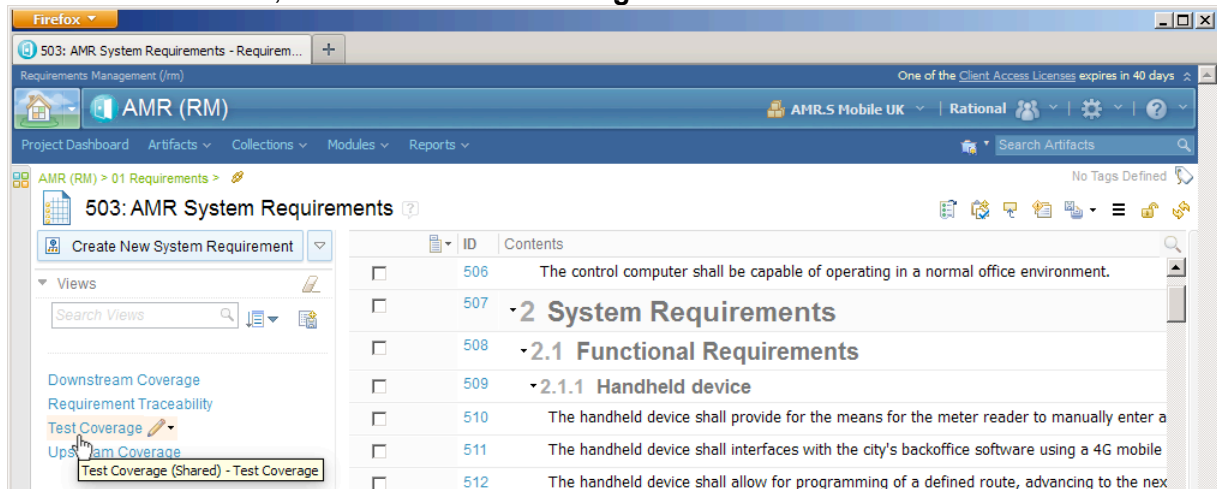 Firefox
503: AMR System Requirements - Requirem... +
Requirements Management (/rm) One of the Client Access Licenses expires in 40 days
AMR (RM) AMR.S Mobile UK | Rational | |
Project Dashboard Artifacts Collections Modules Reports Search Artifacts
AMR (RM) > 01 Requirements > No Tags Defined
503: AMR System Requirements ?
Create New System Requirement ID Contents
506 The control computer shall be capable of operating in a normal office environment.
Views
507 2 System Requirements
Search Views
508 2.1 Functional Requirements
Downstream Coverage 509 2.1.1 Handheld device
Requirement Traceability
510 The handheld device shall provide for the means for the meter reader to manually enter a
Test Coverage
511 The handheld device shall interfaces with the city's backoffice software using a 4G mobile
Upstream Coverage
Test Coverage (Shared) - Test Coverage
512 The handheld device shall allow for programming of a defined route, advancing to the nex